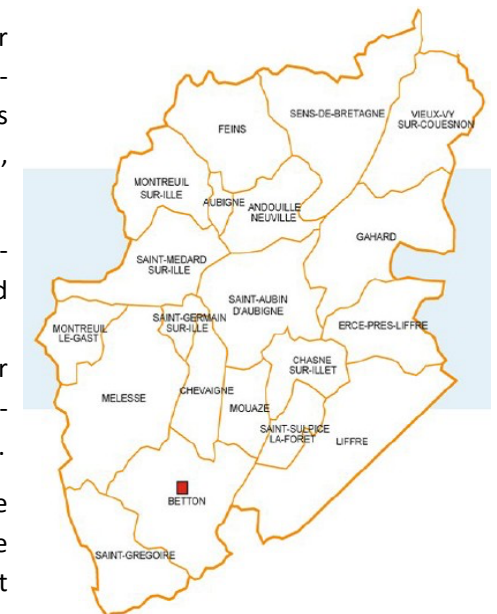 r
-
s
,
-
d
r
-
.
e
e
t
SENS-DE-BRETAGNE
VIEUX-VY
SUR-COUESNON
FEINS
MONTREUIL
SUR-ILLE
AUBIGNE
ANDOUILLE
NEUVILLE
GAHARD
SAINT-MEDARD
SUR-ILLE
SAINT-AUBIN
D'AUBIGNE
SAINT-GERMAIN
SUR-ILLE
MONTREUIL
LE-GAST
ERCE-PRES-LIFFRE
CHASNE
SUR-ILLET
CHEVAIGNE
MELESSE
MOUAZE
SAINT-SULPICE
LA-FORET
LIFFRE
BETTON
SAINT-GREGOIRE